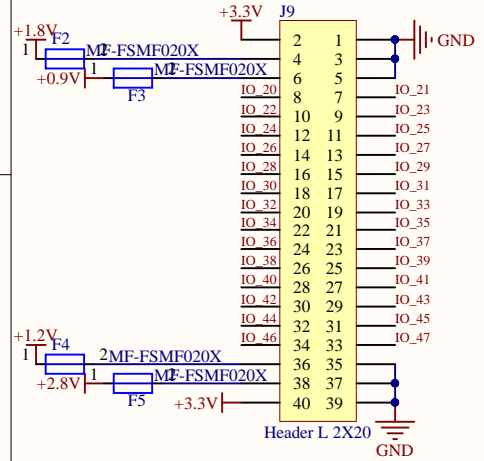 +3.3V J9
+1.8V F2
1 2 MF-FSMF020X 4 3 GND
2 1
+0.9V 1 2 MF-FSMF020X 6 5
F3
IO_20 8 7 IO_21
IO_22 10 9 IO_23
IO_24 12 11 IO_25
IO_26 14 13 IO_27
IO_28 16 15 IO_29
IO_30 18 17 IO_31
IO_32 20 19 IO_33
IO_34 22 21 IO_35
IO_36 24 23 IO_37
IO_38 26 25 IO_39
IO_40 28 27 IO_41
IO_42 30 29 IO_43
IO_44 32 31 IO_45
IO_46 34 33 IO_47
+1.2V F4
1 2 MF-FSMF020X 36 35
+2.8V 1 2 MF-FSMF020X 38 37
F5 +3.3V 40 39
Header L 2X20
GND